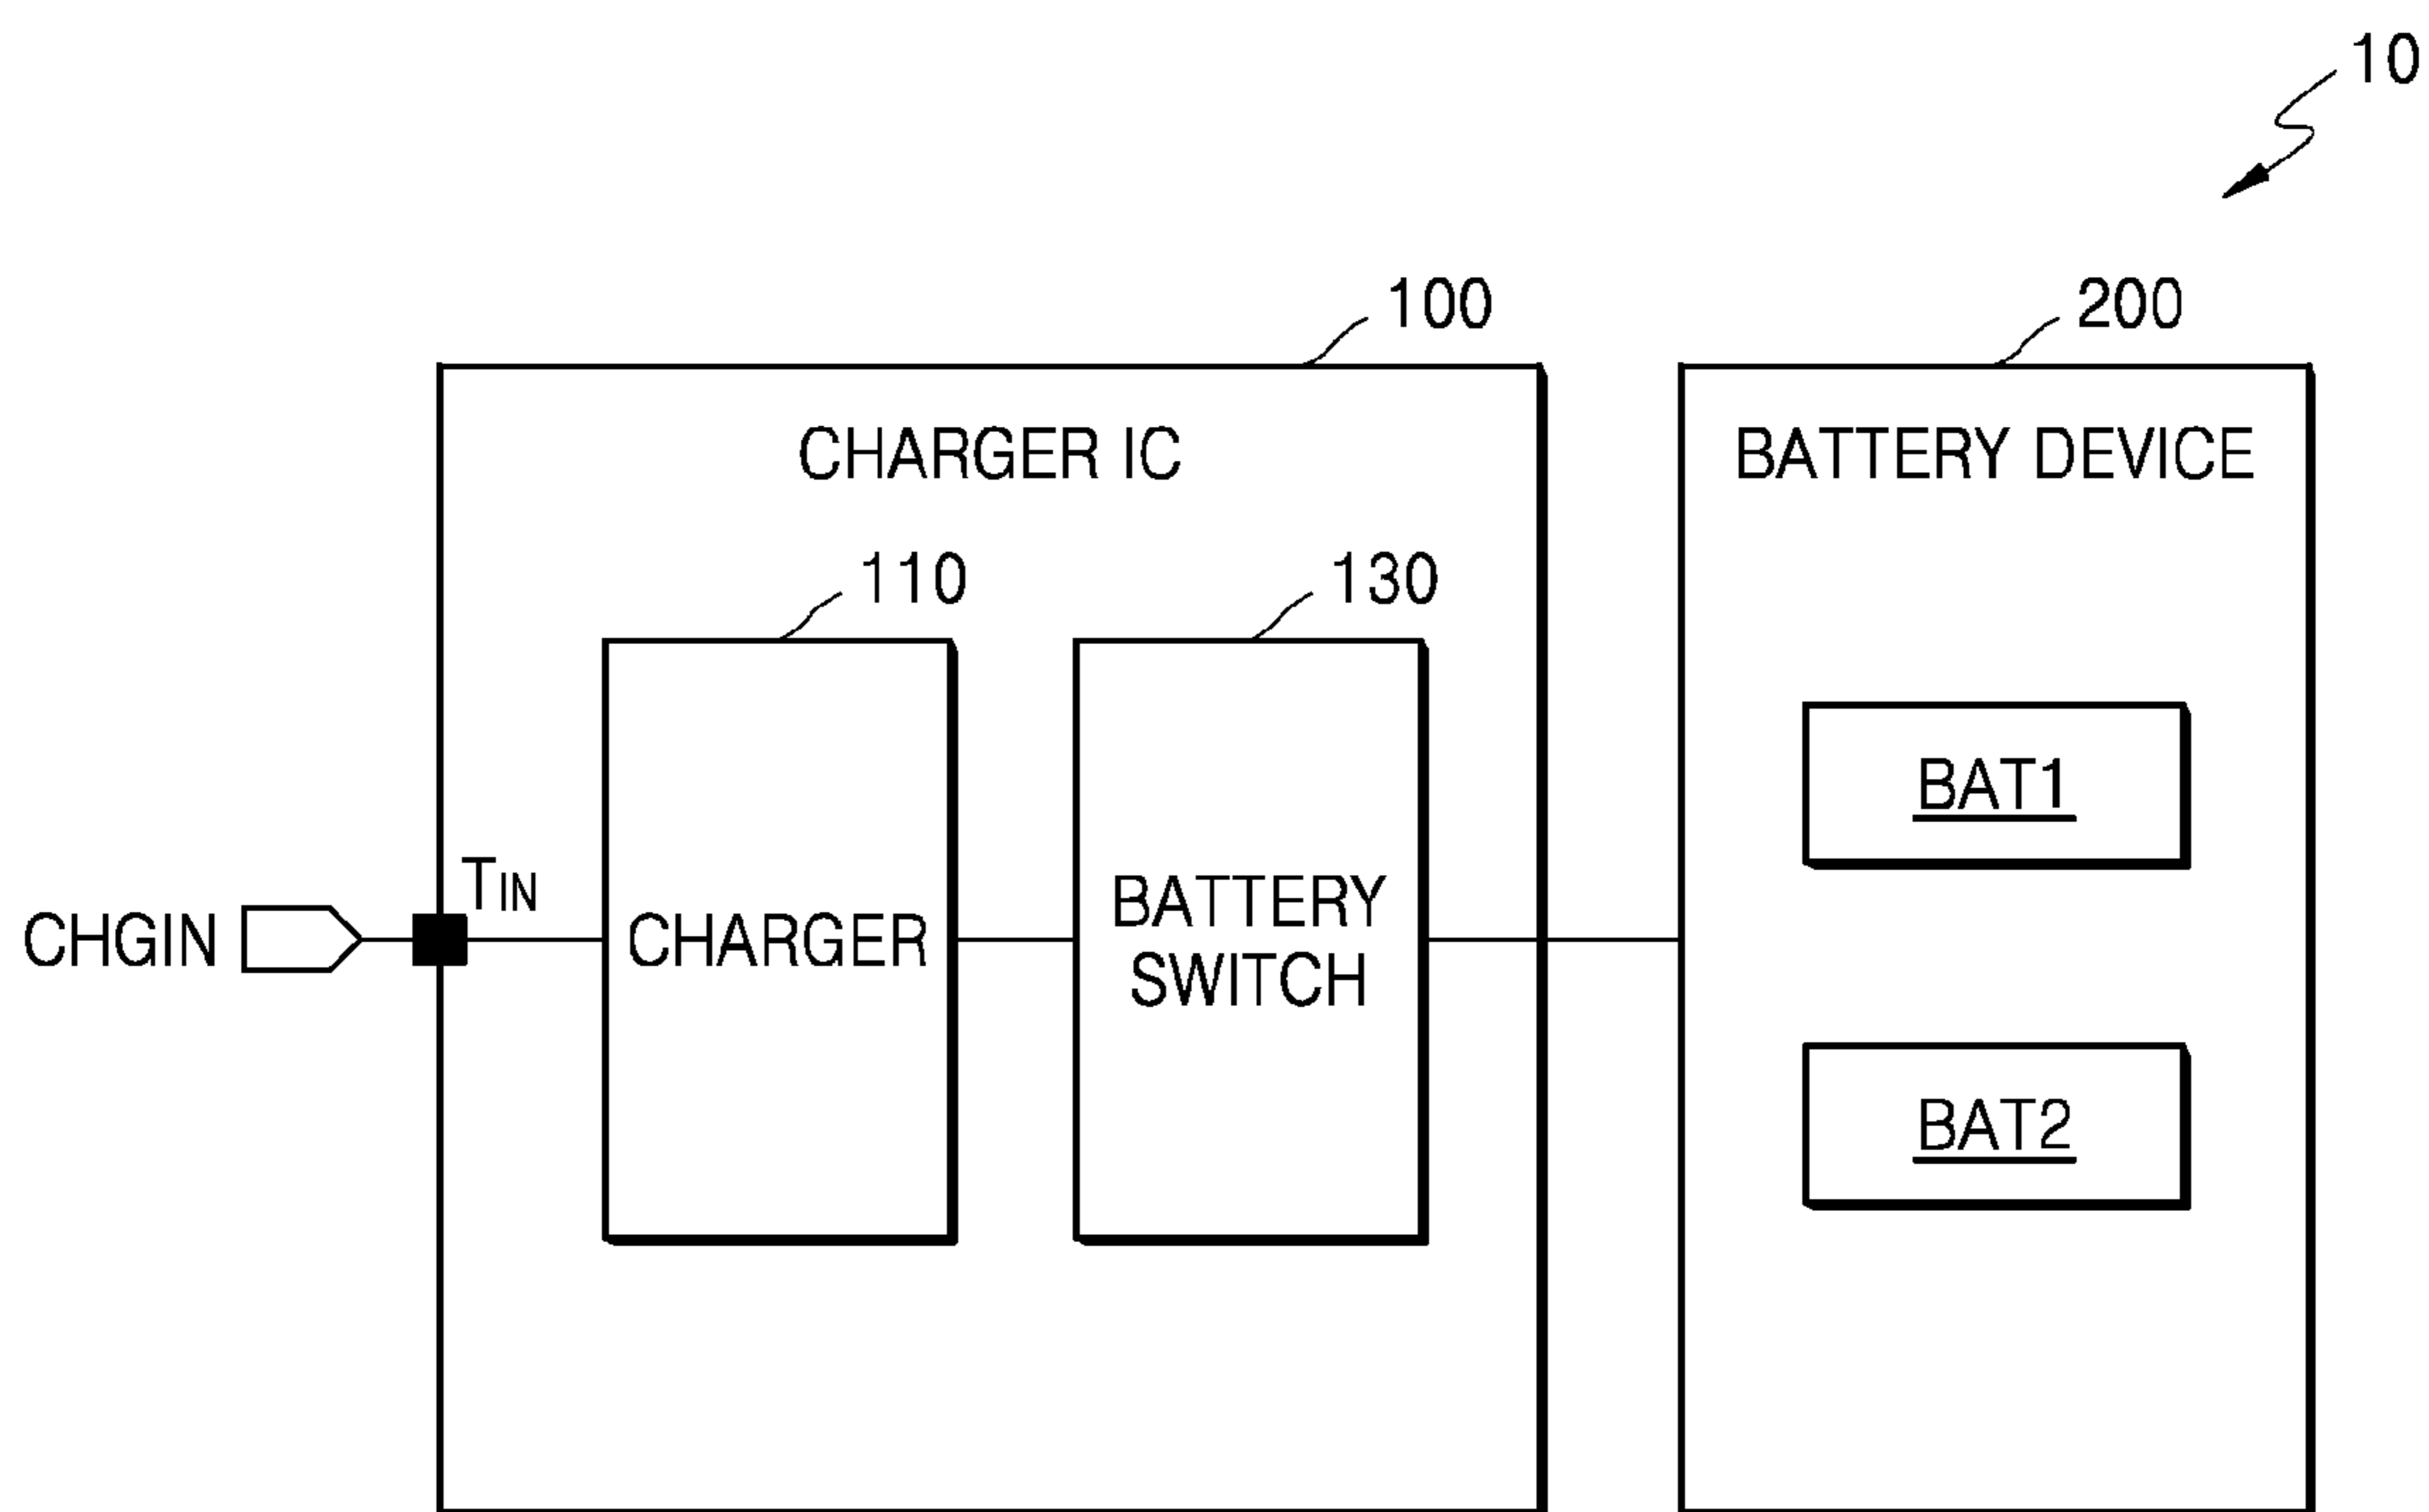 10
100
200
CHARGER IC
BATTERY DEVICE
110
130
BAT1
TIN
CHGIN
CHARGER
BATTERY
SWITCH
BAT2